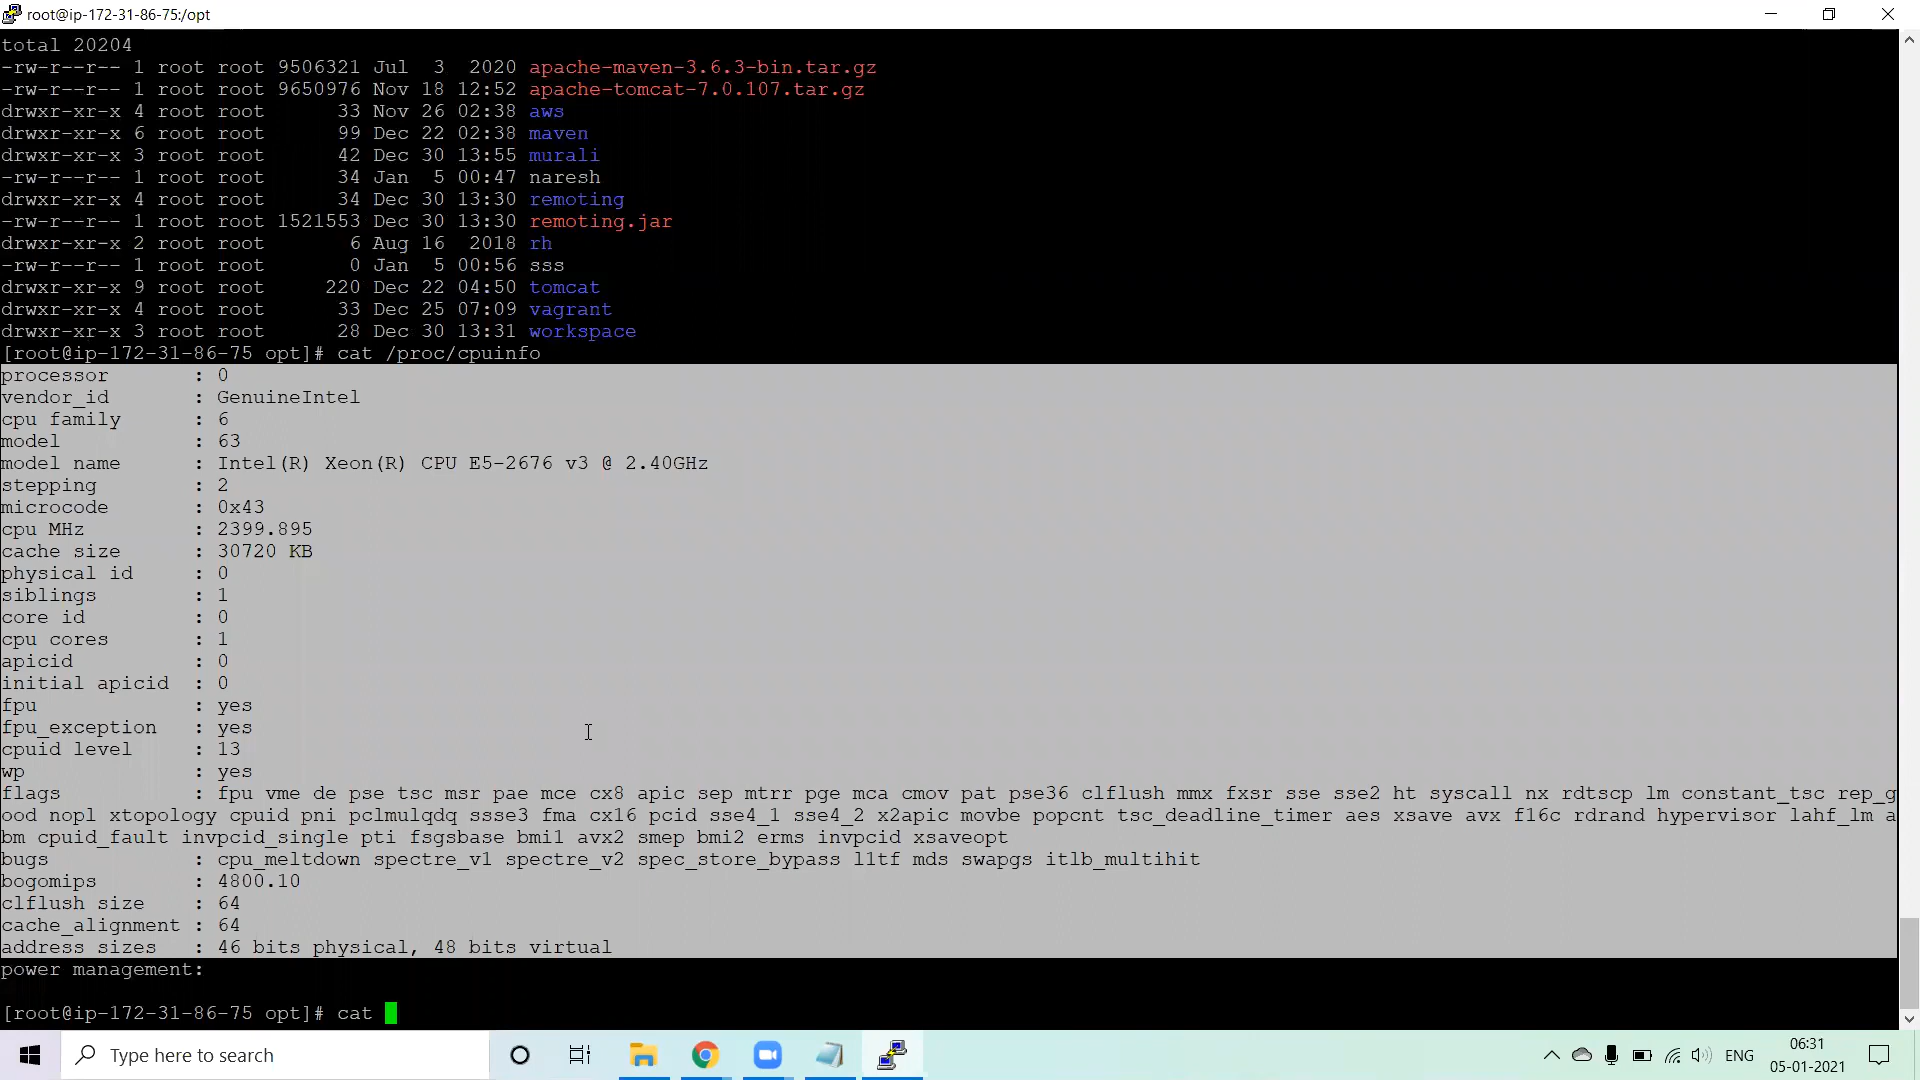 root@ip-172-31-86-75:/opt
total 20204
-rw-r--r-- 1 root root 9506321 Jul  3  2020 apache-maven-3.6.3-bin.tar.gz
-rw-r--r-- 1 root root 9650976 Nov 18 12:52 apache-tomcat-7.0.107.tar.gz
drwxr-xr-x 4 root root      33 Nov 26 02:38 aws
drwxr-xr-x 6 root root      99 Dec 22 02:38 maven
drwxr-xr-x 3 root root      42 Dec 30 13:55 murali
-rw-r--r-- 1 root root      34 Jan  5 00:47 naresh
drwxr-xr-x 4 root root      34 Dec 30 13:30 remoting
-rw-r--r-- 1 root root 1521553 Dec 30 13:30 remoting.jar
drwxr-xr-x 2 root root       6 Aug 16  2018 rh
-rw-r--r-- 1 root root       0 Jan  5 00:56 sss
drwxr-xr-x 9 root root     220 Dec 22 04:50 tomcat
drwxr-xr-x 4 root root      33 Dec 25 07:09 vagrant
drwxr-xr-x 3 root root      28 Dec 30 13:31 workspace
[root@ip-172-31-86-75 opt]# cat /proc/cpuinfo
processor       : 0
vendor_id       : GenuineIntel
cpu family      : 6
model           : 63
model name      : Intel(R) Xeon(R) CPU E5-2676 v3 @ 2.40GHz
stepping        : 2
microcode       : 0x43
cpu MHz         : 2399.895
cache size      : 30720 KB
physical id     : 0
siblings        : 1
core id         : 0
cpu cores       : 1
apicid          : 0
initial apicid  : 0
fpu             : yes
fpu_exception   : yes
cpuid level     : 13
wp              : yes
flags           : fpu vme de pse tsc msr pae mce cx8 apic sep mtrr pge mca cmov pat pse36 clflush mmx fxsr sse sse2 ht syscall nx rdtscp lm constant_tsc rep_g
ood nopl xtopology cpuid pni pclmulqdq ssse3 fma cx16 pcid sse4_1 sse4_2 x2apic movbe popcnt tsc_deadline_timer aes xsave avx f16c rdrand hypervisor lahf_lm a
bm cpuid_fault invpcid_single pti fsgsbase bmi1 avx2 smep bmi2 erms invpcid xsaveopt
bugs            : cpu_meltdown spectre_v1 spectre_v2 spec_store_bypass l1tf mds swapgs itlb_multihit
bogomips        : 4800.10
clflush size    : 64
cache_alignment : 64
address sizes   : 46 bits physical, 48 bits virtual
power management:
[root@ip-172-31-86-75 opt]# cat
Type here to search
ENG
06:31
05-01-2021